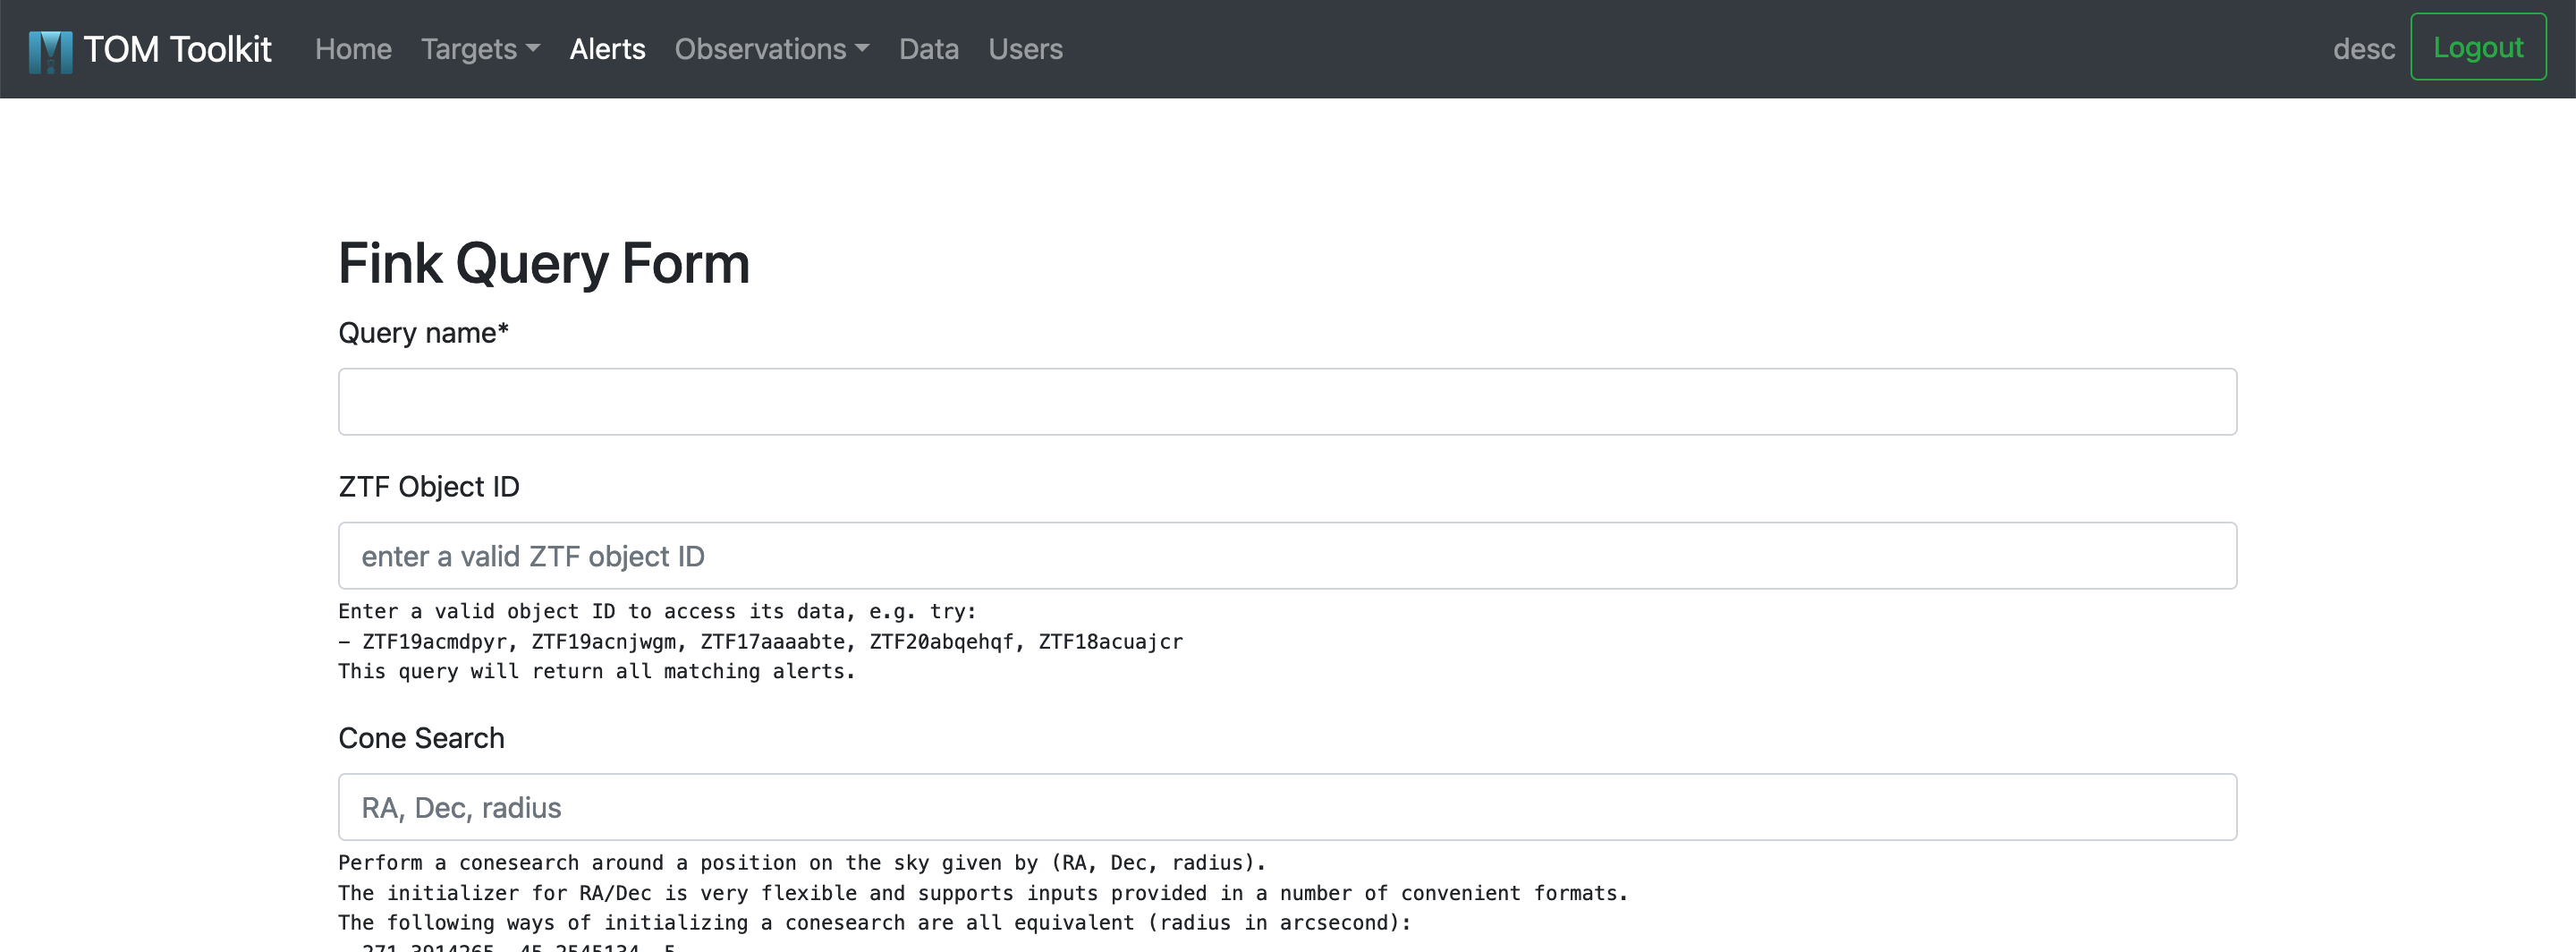 TOM Toolkit Home Targets Alerts Observations Data Users desc Logout
Fink Query Form
Query name*
ZTF Object ID
enter a valid ZTF object ID
Enter a valid object ID to access its data, e.g. try:
– ZTF19acmdpyr, ZTF19acnjwgm, ZTF17aaaabte, ZTF20abqehqf, ZTF18acuajcr
This query will return all matching alerts.
Cone Search
RA, Dec, radius
Perform a conesearch around a position on the sky given by (RA, Dec, radius).
The initializer for RA/Dec is very flexible and supports inputs provided in a number of convenient formats.
The following ways of initializing a conesearch are all equivalent (radius in arcsecond):